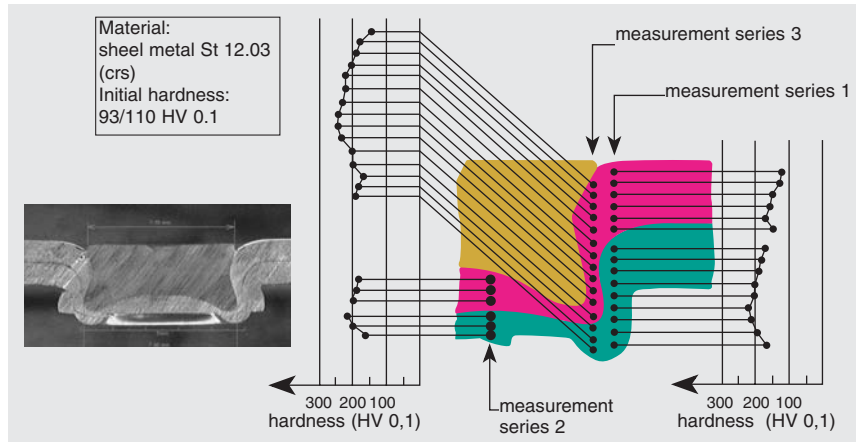 Material:
sheel metal St 12.03
(crs)
Initial hardness:
93/110 HV 0.1
measurement series 3
measurement series 1
300 200 100
hardness (HV 0,1)
measurement
series 2
300 200 100
hardness (HV 0,1)